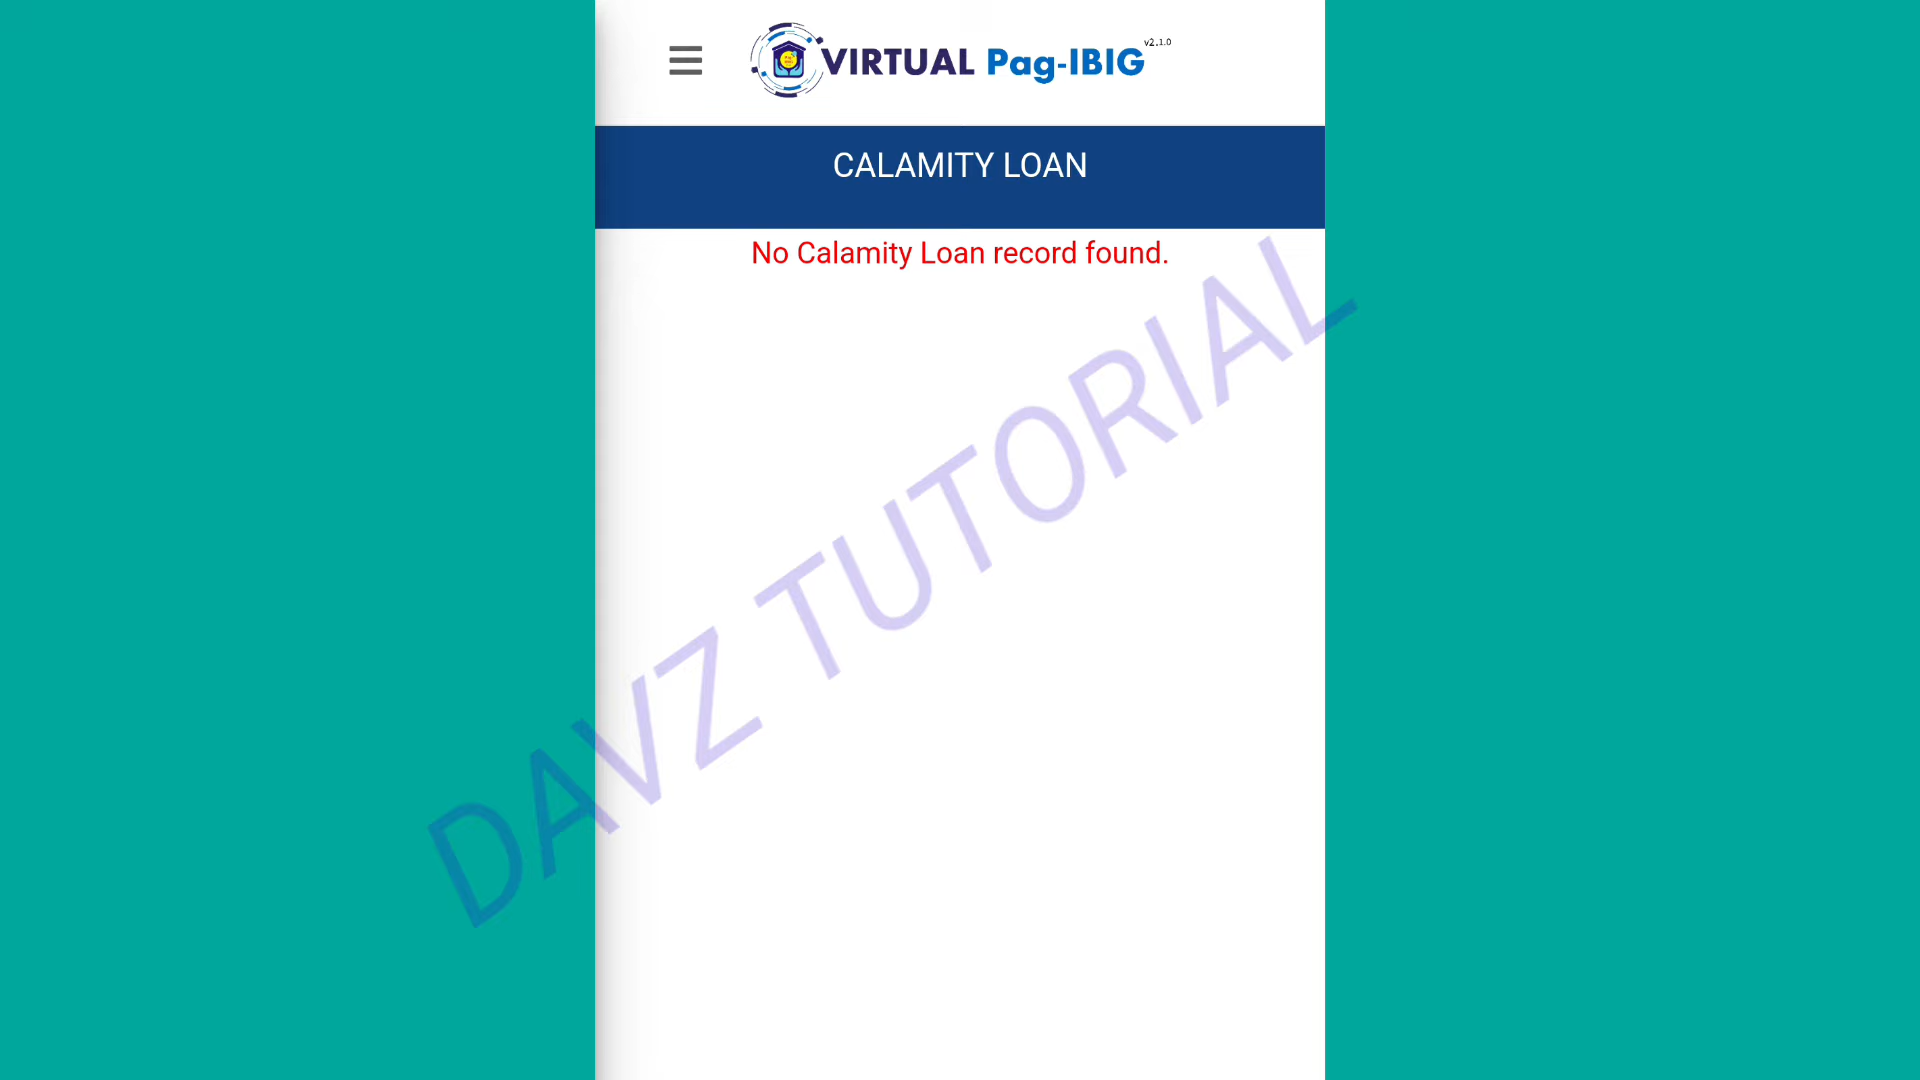 VIRTUAL Pag-IBIG v2.1.0
CALAMITY LOAN
No Calamity Loan record found.
DAVZ TUTORIAL